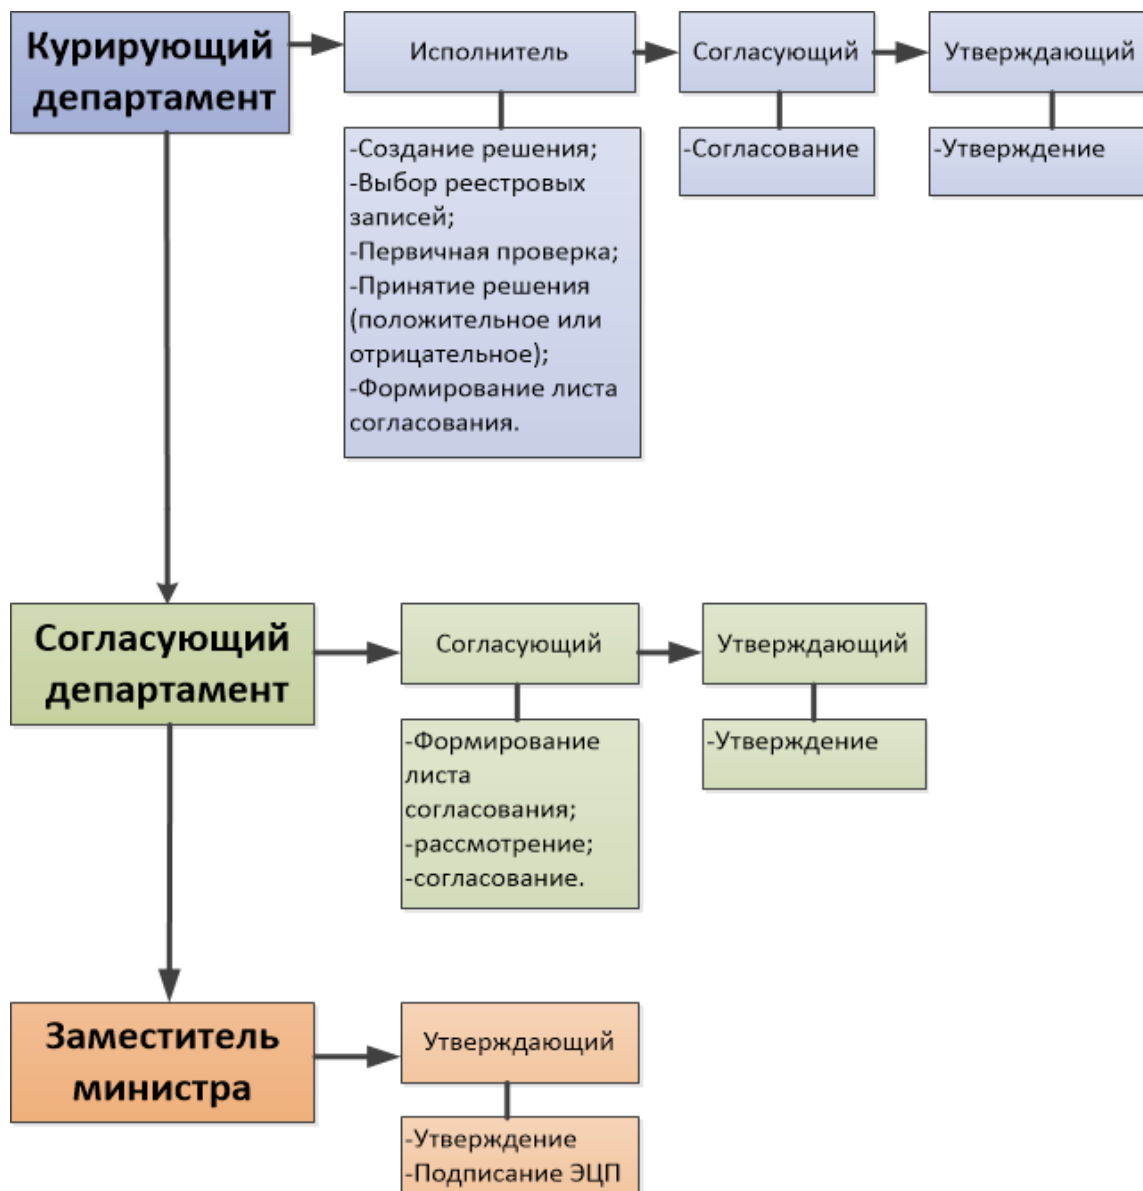 Курирующий
департамент
Исполнитель
Согласующий
Утверждающий
-Создание решения;
-Выбор реестровых
записей;
-Первичная проверка;
-Принятие решения
(положительное или
отрицательное);
-Формирование листа
согласования.
-Согласование
-Утверждение
Согласующий
департамент
Согласующий
Утверждающий
-Формирование
листа
согласования;
-рассмотрение;
-согласование.
-Утверждение
Заместитель
министра
Утверждающий
-Утверждение
-Подписание ЭЦП